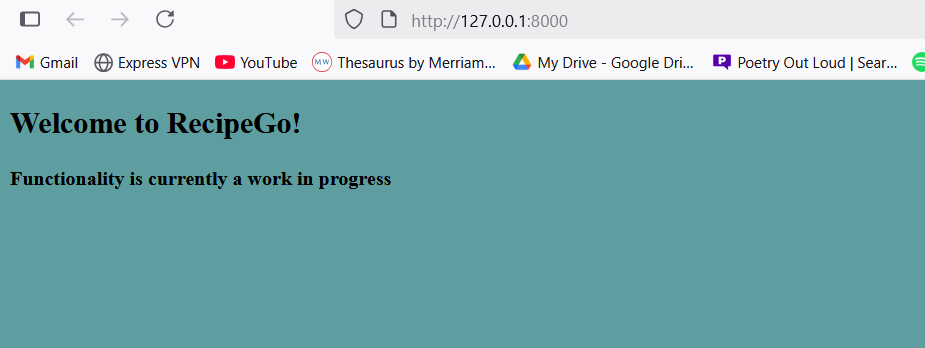 http://127.0.0.1:8000
Gmail Express VPN YouTube MW Thesaurus by Merriam... My Drive - Google Dri... P Poetry Out Loud | Sear...
Welcome to RecipeGo!
Functionality is currently a work in progress